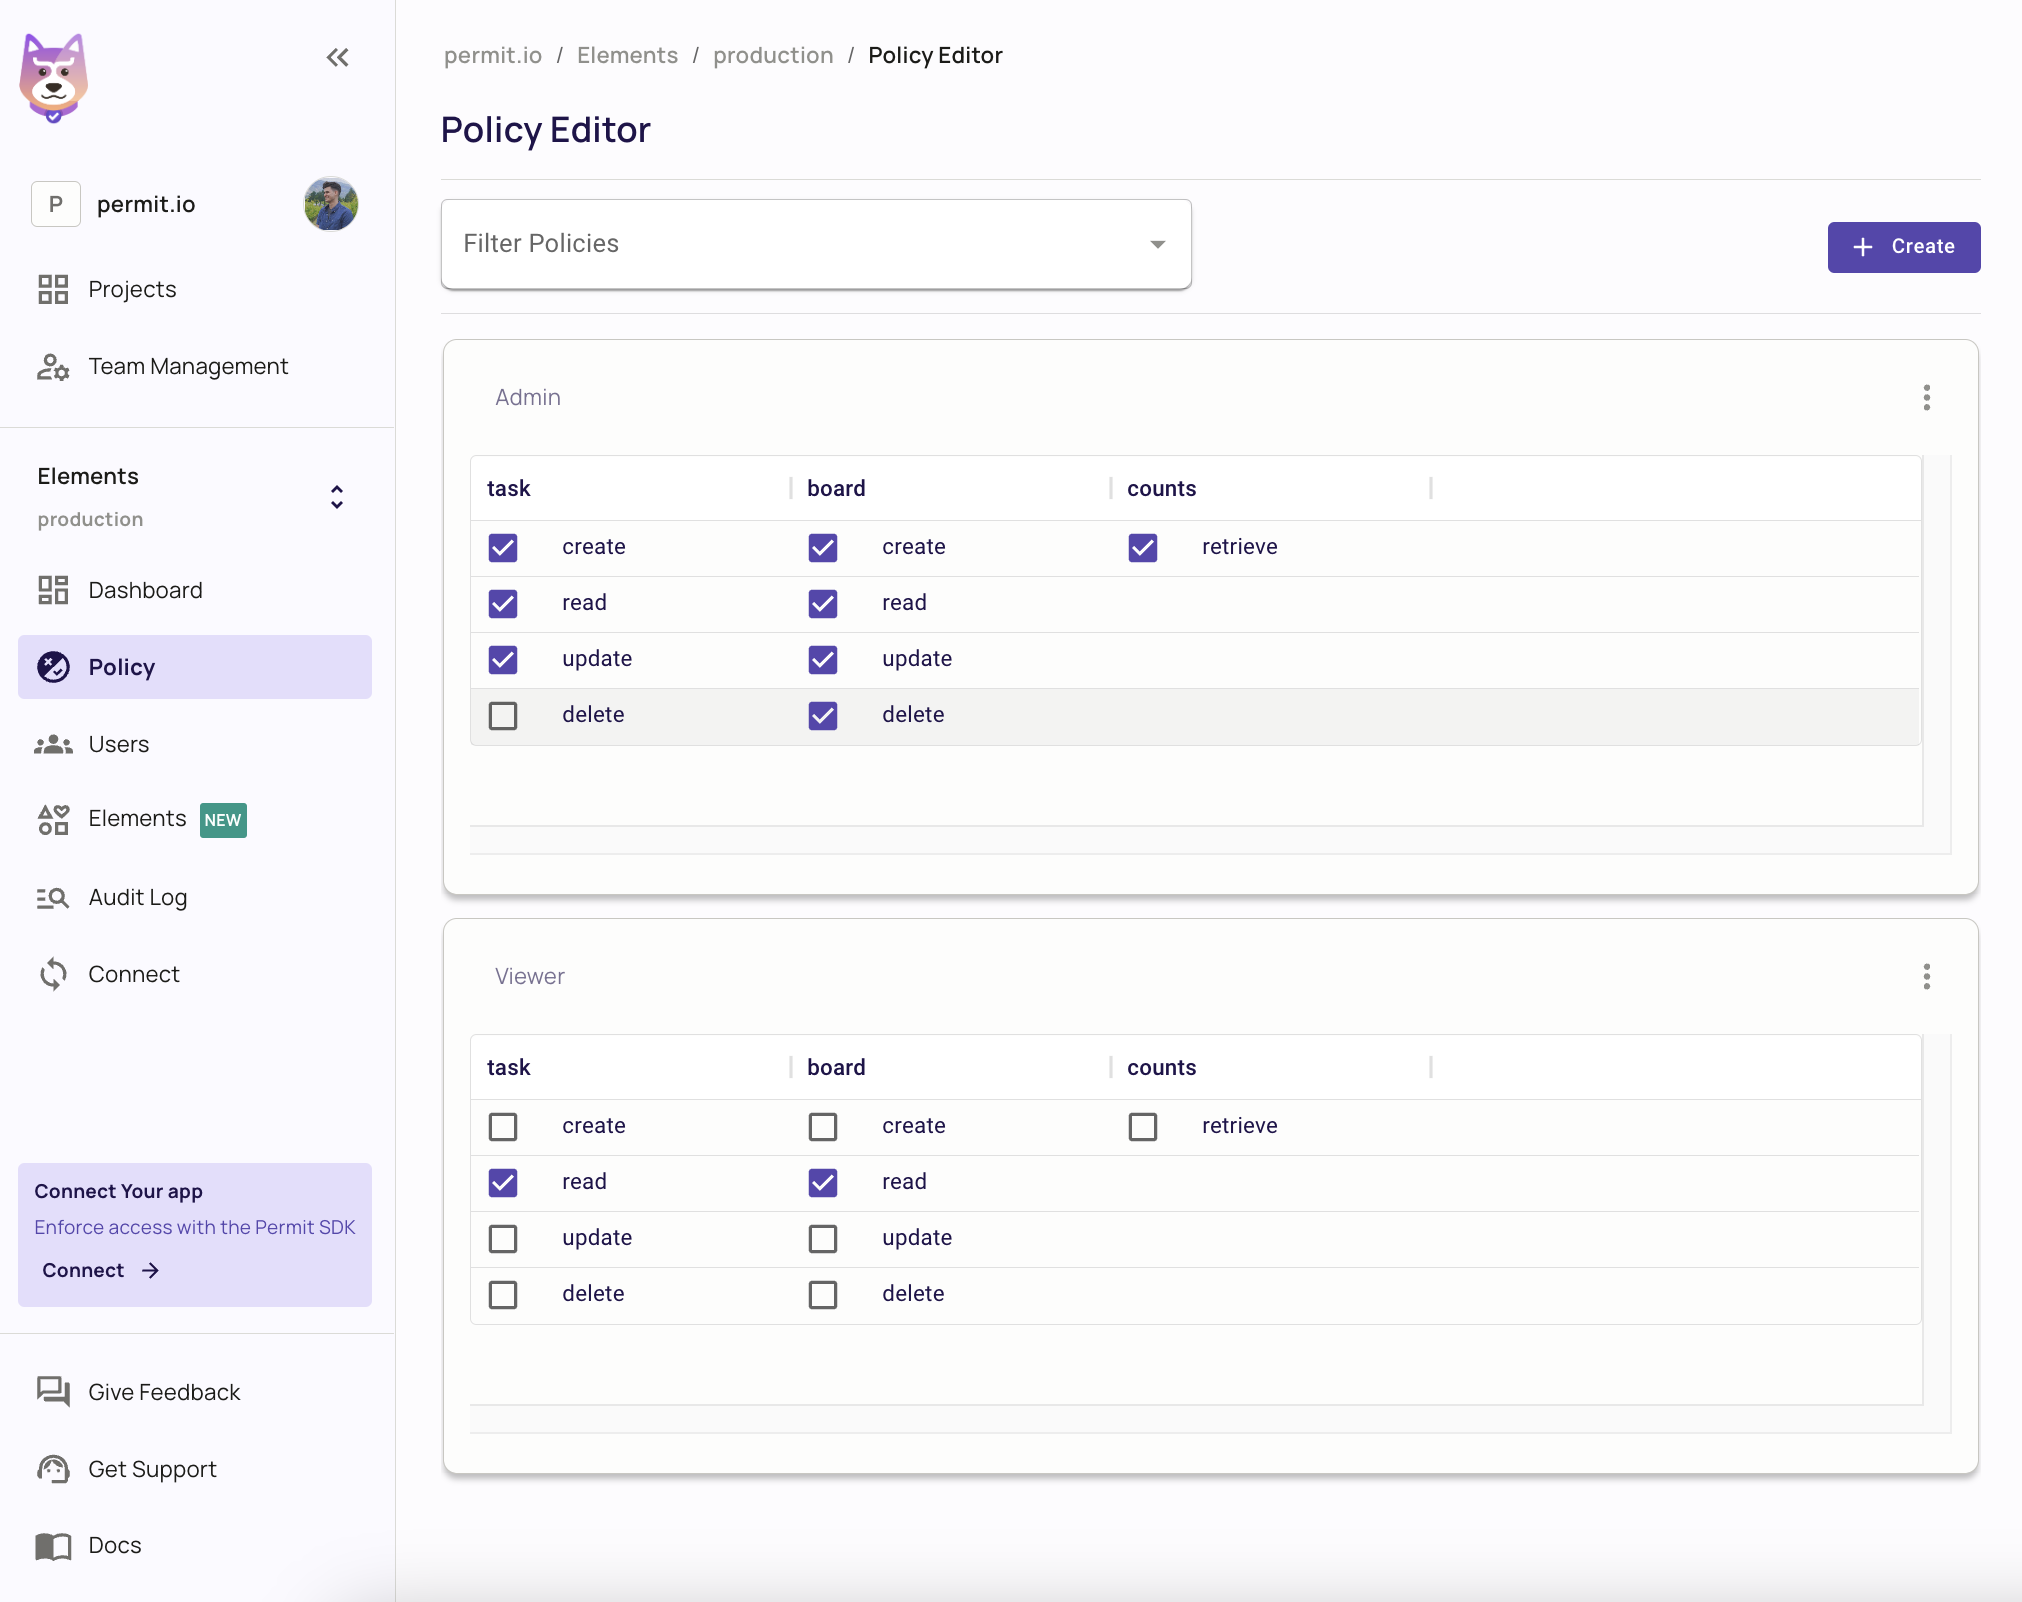 permit.io / Elements / production / Policy Editor
Policy Editor
P permit.io
Projects
Team Management
Elements
production
Dashboard
Policy
Users
Elements NEW
Audit Log
Connect
Connect Your app
Enforce access with the Permit SDK
Connect
Give Feedback
Get Support
Docs
Filter Policies
Create
Admin
task board counts
create create retrieve
read read
update update
delete delete
Viewer
task board counts
create create retrieve
read read
update update
delete delete